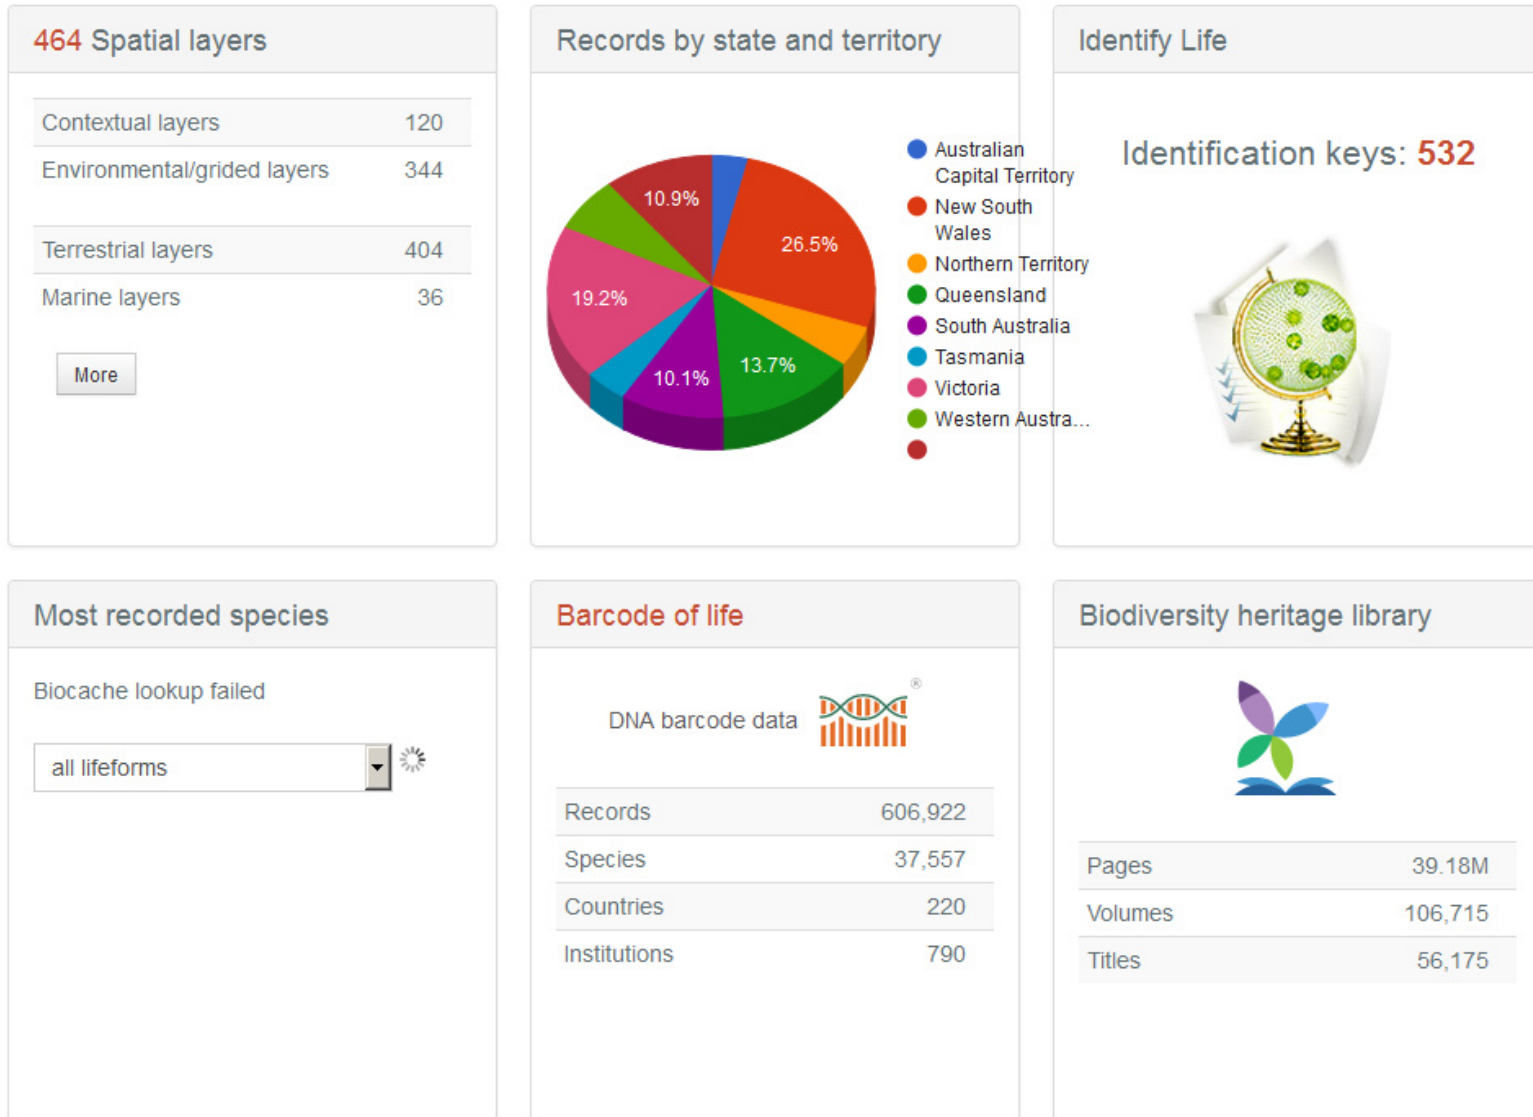 464 Spatial layers
Contextual layers 120
Environmental/grided layers 344
Terrestrial layers 404
Marine layers 36
More
Records by state and territory
10.9%
26.5%
19.2%
13.7%
10.1%
Australian
Capital Territory
New South
Wales
Northern Territory
Queensland
South Australia
Tasmania
Victoria
Western Austra...
Identify Life
Identification keys: 532
Most recorded species
Biocache lookup failed
all lifeforms
Barcode of life
DNA barcode data
®
Records 606,922
Species 37,557
Countries 220
Institutions 790
Biodiversity heritage library
Pages 39.18M
Volumes 106,715
Titles 56,175